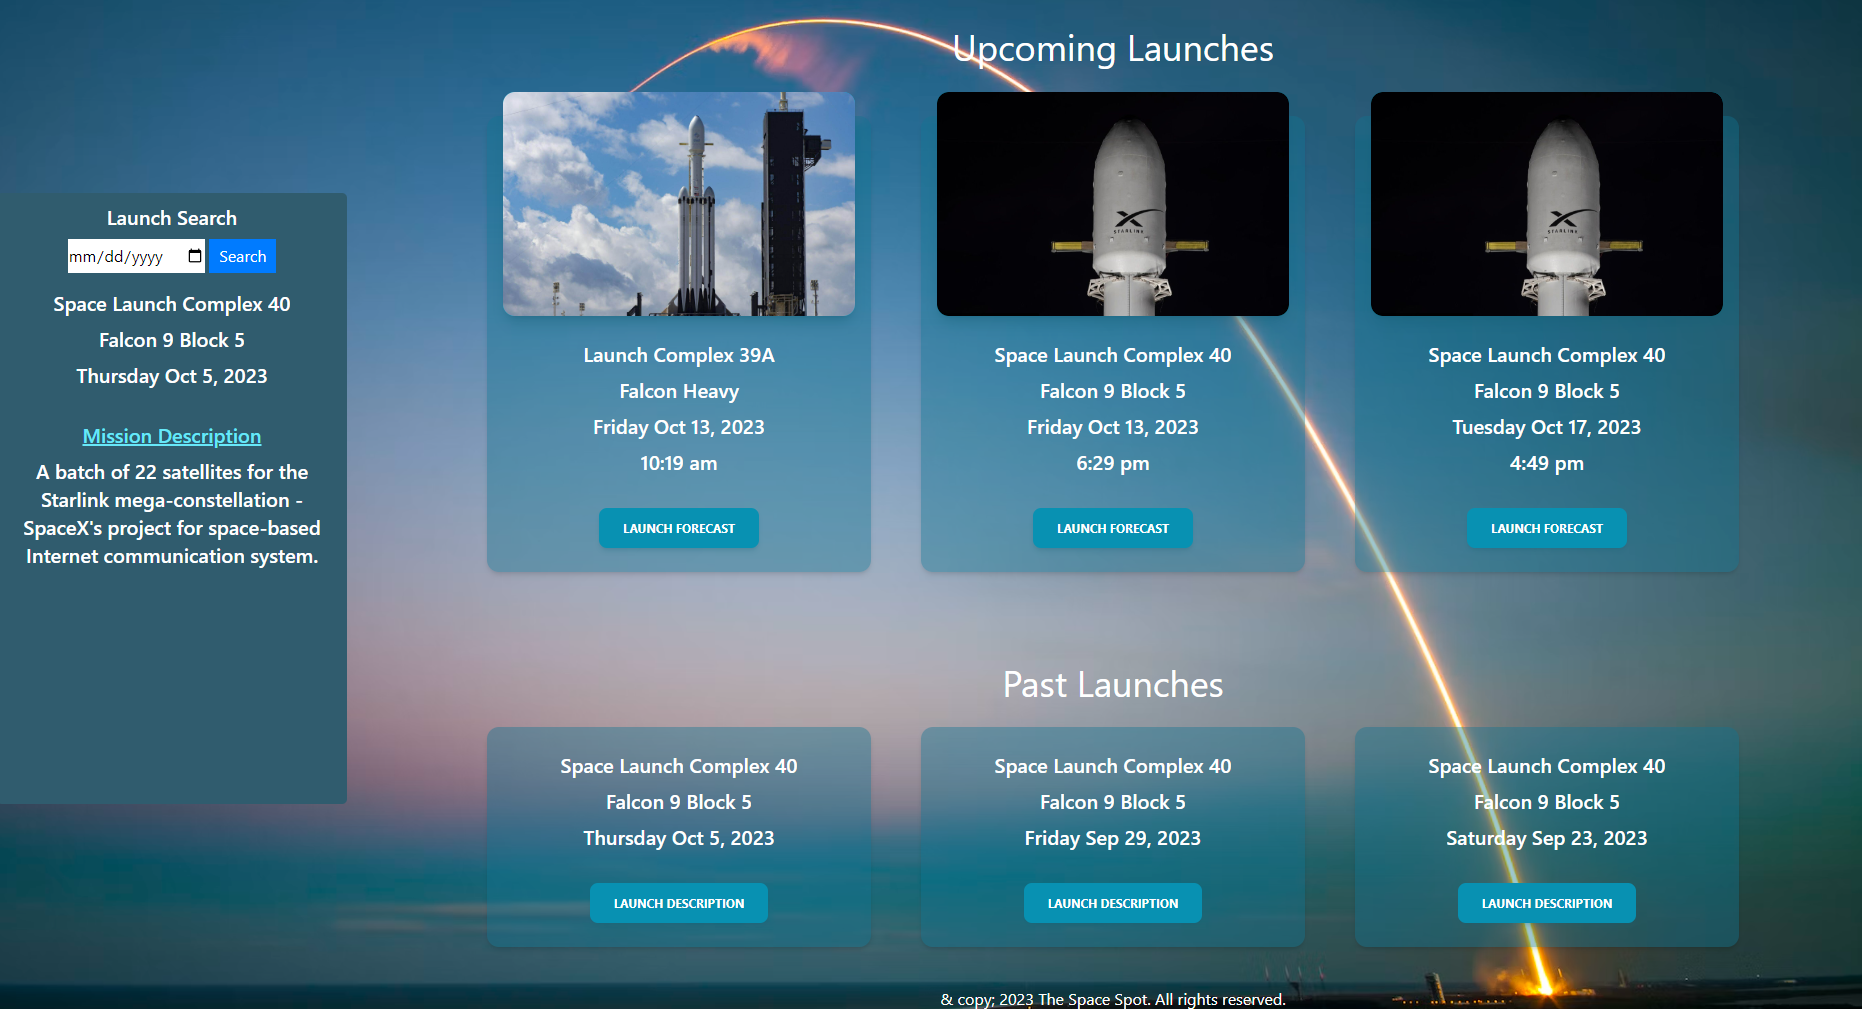 Upcoming Launches
Launch Search
mm/dd/yyyy Search
Space Launch Complex 40
Falcon 9 Block 5
Thursday Oct 5, 2023
Mission Description
A batch of 22 satellites for the
Starlink mega-constellation -
SpaceX's project for space-based
Internet communication system.
Launch Complex 39A
Falcon Heavy
Friday Oct 13, 2023
10:19 am
LAUNCH FORECAST
X
STARLINK
Space Launch Complex 40
Falcon 9 Block 5
Friday Oct 13, 2023
6:29 pm
LAUNCH FORECAST
X
STARLINK
Space Launch Complex 40
Falcon 9 Block 5
Tuesday Oct 17, 2023
4:49 pm
LAUNCH FORECAST
Past Launches
Space Launch Complex 40
Falcon 9 Block 5
Thursday Oct 5, 2023
LAUNCH DESCRIPTION
Space Launch Complex 40
Falcon 9 Block 5
Friday Sep 29, 2023
LAUNCH DESCRIPTION
Space Launch Complex 40
Falcon 9 Block 5
Saturday Sep 23, 2023
LAUNCH DESCRIPTION
& copy; 2023 The Space Spot. All rights reserved.